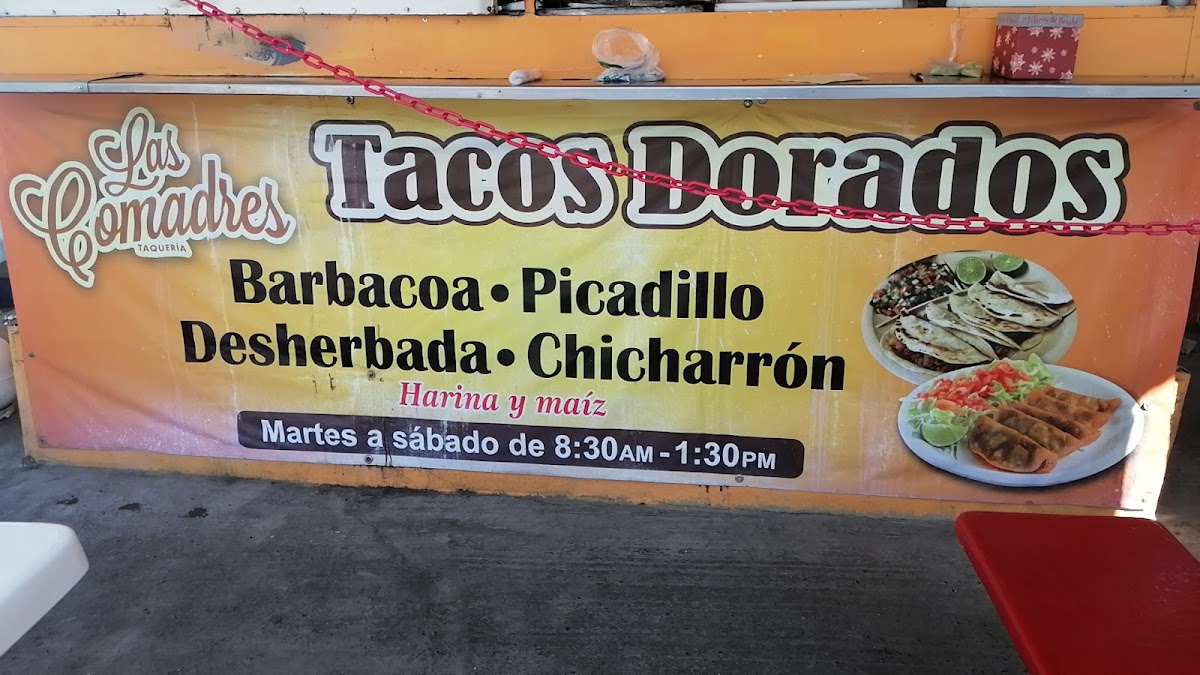 Las
Comadres
TAQUERÍA
Tacos Dorados
Barbacoa • Picadillo
Desherbada • Chicharrón
Harina y maíz
Martes a sábado de 8:30AM - 1:30PM